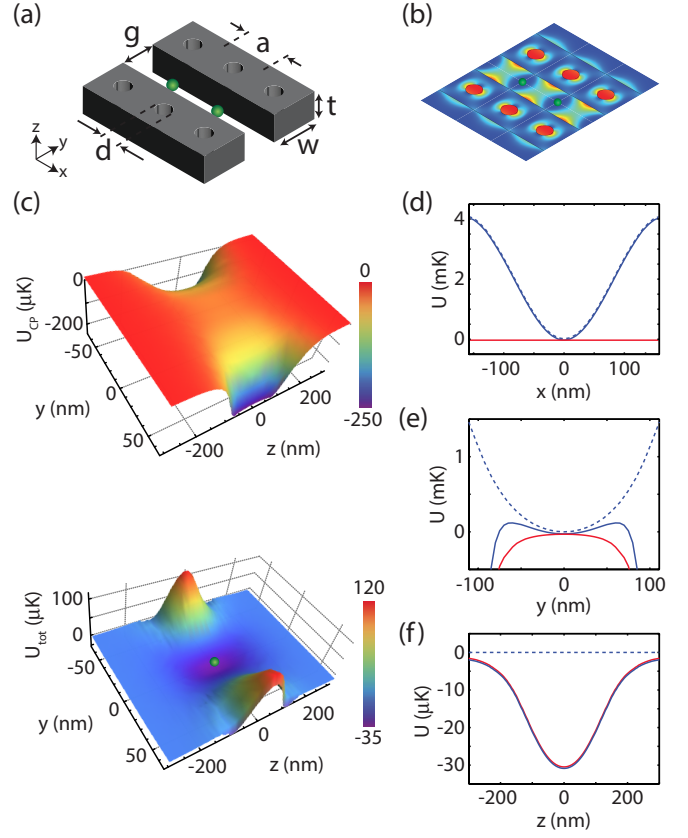 (a)
g
a
t
w
d
z
y
x
(b)
(c)
0
-200
U_CP (μK)
-50
0
50
y (nm)
-200
0
200
z (nm)
0
-250
100
0
U_tot (μK)
-50
0
50
y (nm)
-200
0
200
z (nm)
120
-35
(d)
4
2
0
U (mK)
-100
0
100
x (nm)
(e)
1
0
U (mK)
-100
0
100
y (nm)
(f)
0
-10
-20
-30
U (μK)
-200
0
200
z (nm)